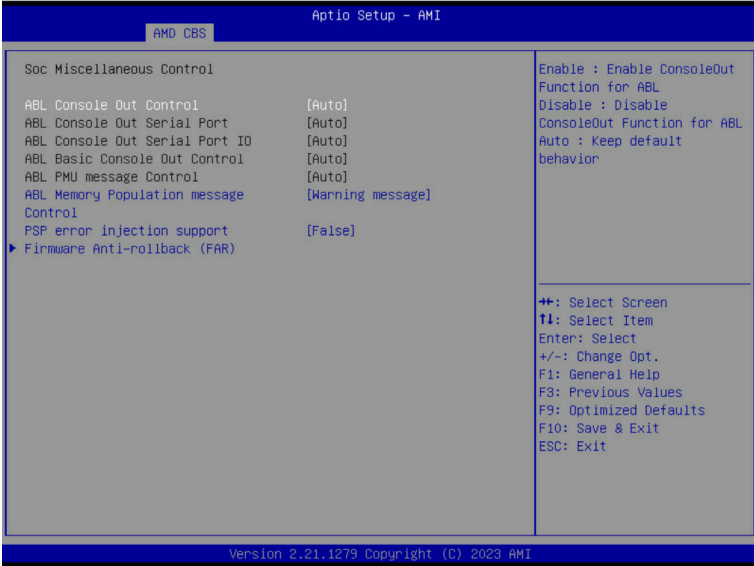 Aptio Setup - AMI
AMD CBS
Soc Miscellaneous Control
ABL Console Out Control [Auto]
ABL Console Out Serial Port [Auto]
ABL Console Out Serial Port IO [Auto]
ABL Basic Console Out Control [Auto]
ABL PMU message Control [Auto]
ABL Memory Population message [Warning message]
Control
PSP error injection support [False]
Firmware Anti-rollback (FAR)
Enable : Enable ConsoleOut
Function for ABL
Disable : Disable
ConsoleOut Function for ABL
Auto : Keep default
behavior
→←: Select Screen
↑↓: Select Item
Enter: Select
+/-: Change Opt.
F1: General Help
F3: Previous Values
F9: Optimized Defaults
F10: Save & Exit
ESC: Exit
Version 2.21.1279 Copyright (C) 2023 AMI